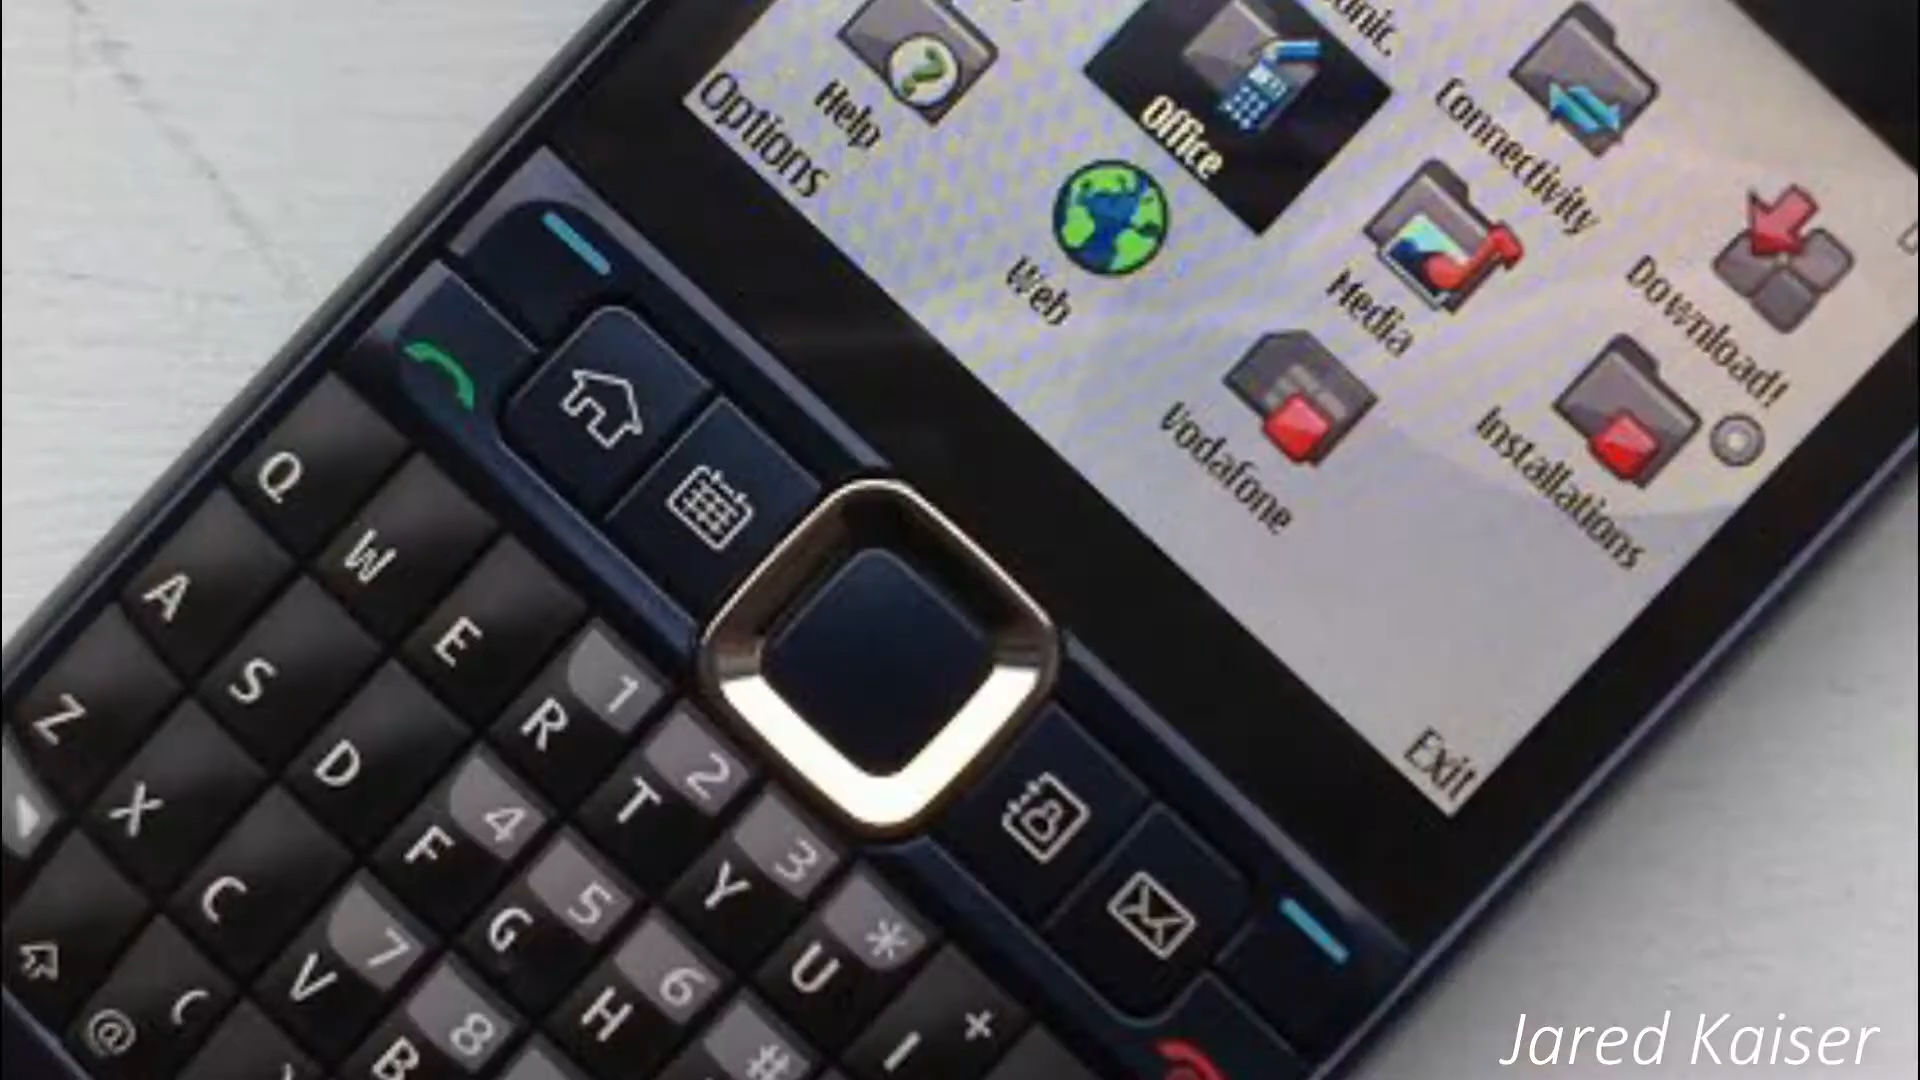 onic.
Help
Office
Connectivity
Options
Web
Media
Download!
Vodafone
Installations
Exit
Q W E R T Y U I
1 2 3 * +
A S D F G H
4 5 6 #
Z X C V B
7 8
@
Jared Kaiser